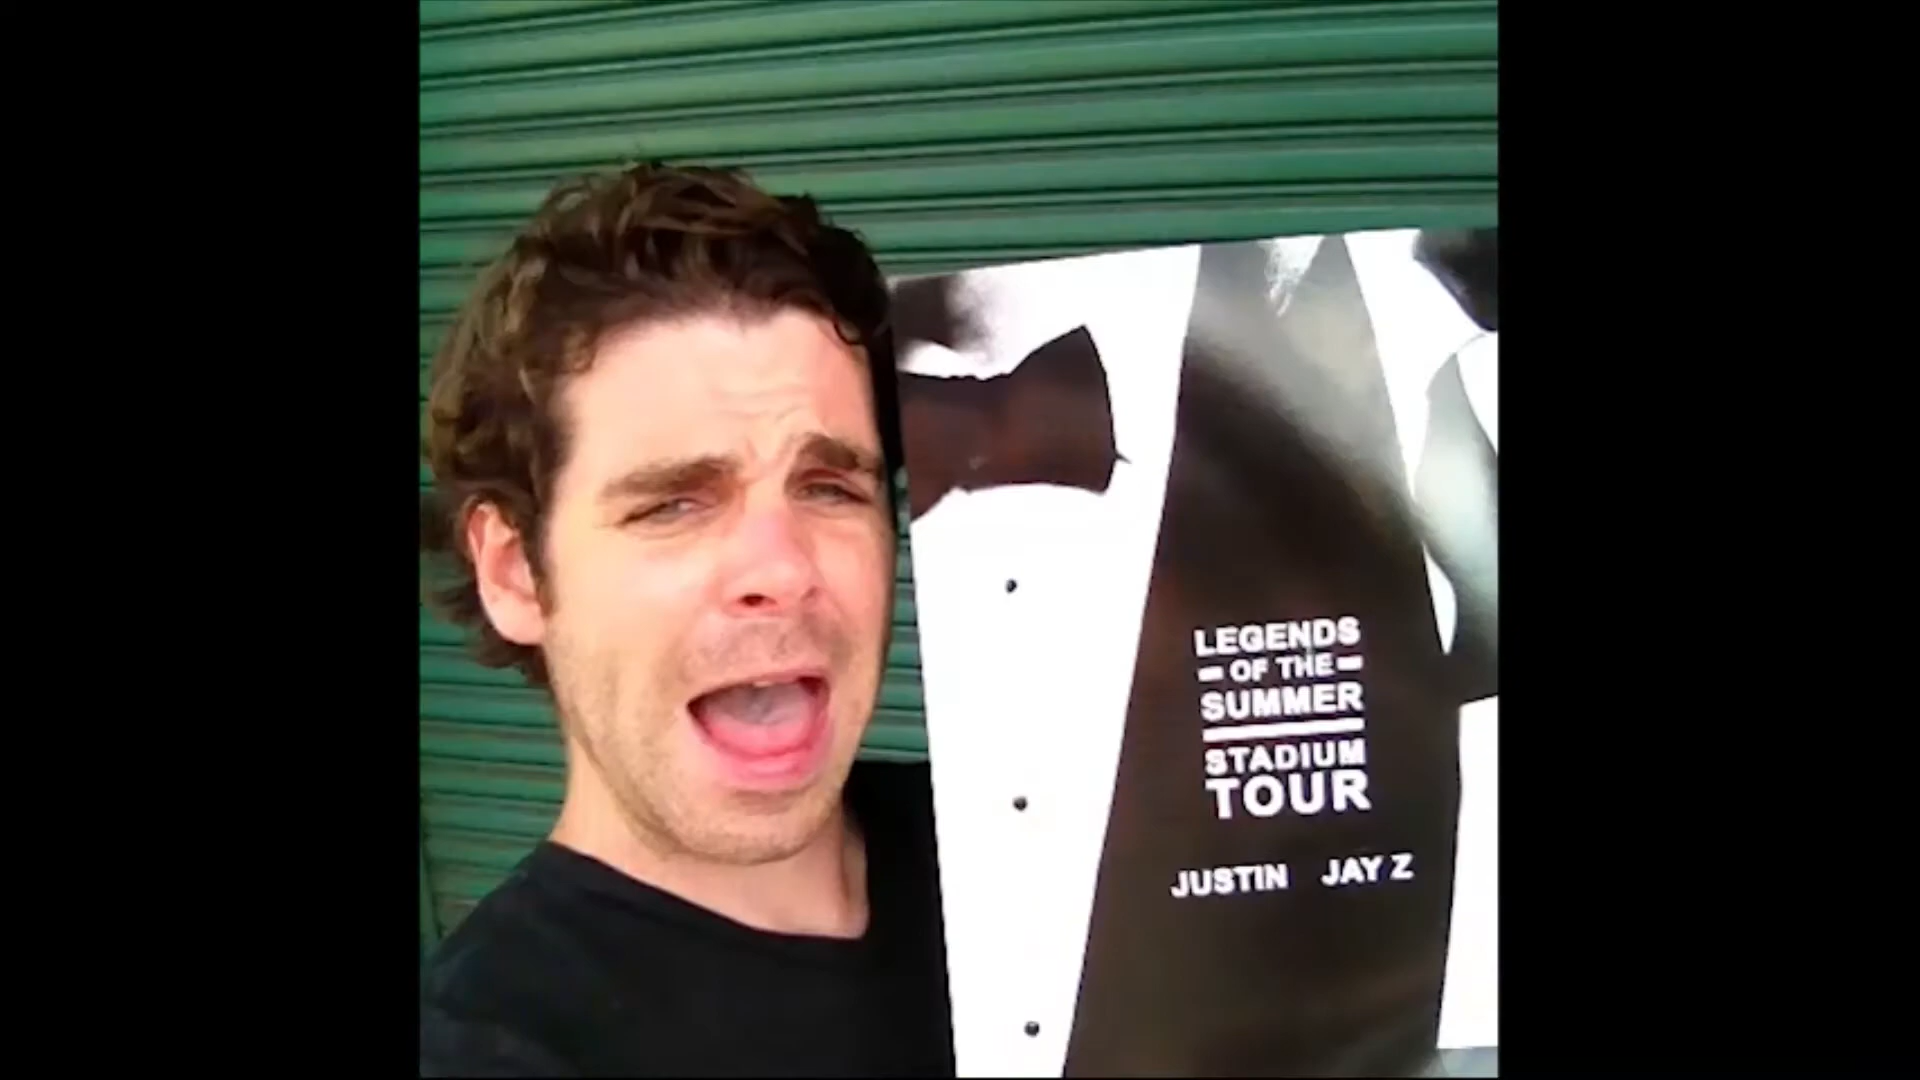 LEGENDS
OF THE
SUMMER
STADIUM
TOUR
JUSTIN JAY Z